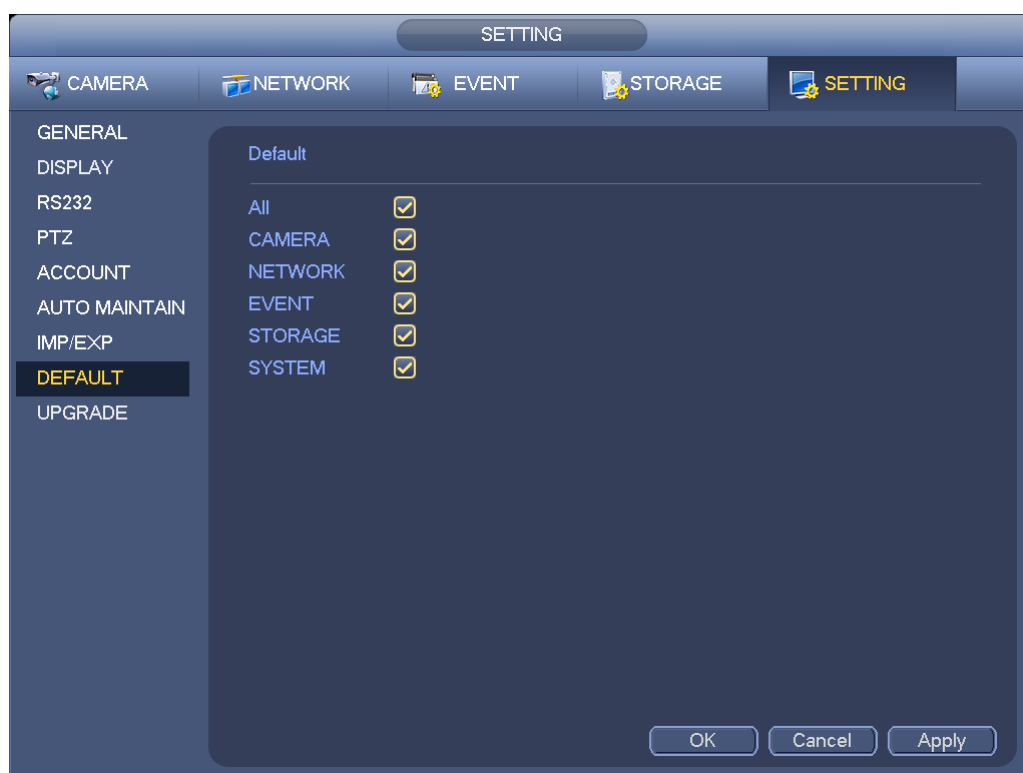 SETTING
CAMERA NETWORK EVENT STORAGE SETTING
GENERAL
DISPLAY
RS232
PTZ
ACCOUNT
AUTO MAINTAIN
IMP/EXP
DEFAULT
UPGRADE
Default
All
CAMERA
NETWORK
EVENT
STORAGE
SYSTEM
OK Cancel Apply